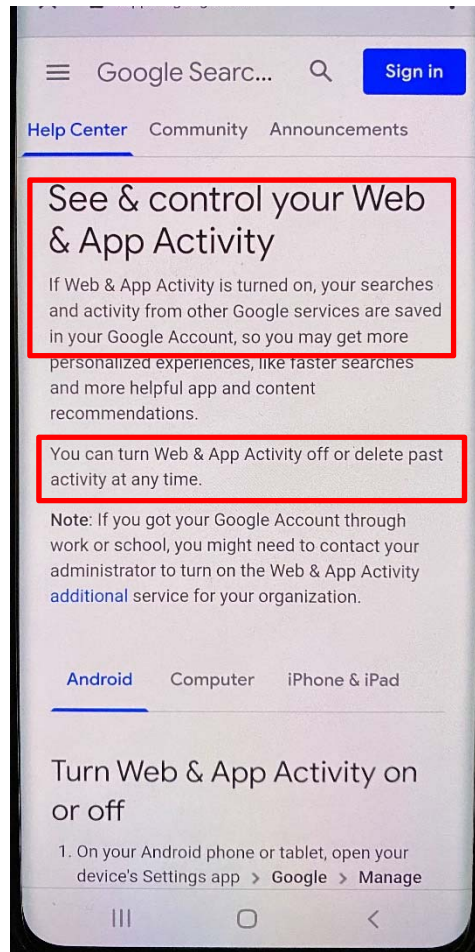 Google Searc...
Sign in
Help Center Community Announcements
See & control your Web
& App Activity
If Web & App Activity is turned on, your searches
and activity from other Google services are saved
in your Google Account, so you may get more
personalized experiences, like faster searches
and more helpful app and content
recommendations.
You can turn Web & App Activity off or delete past
activity at any time.
Note: If you got your Google Account through
work or school, you might need to contact your
administrator to turn on the Web & App Activity
additional service for your organization.
Android Computer iPhone & iPad
Turn Web & App Activity on
or off
1. On your Android phone or tablet, open your
device's Settings app > Google > Manage